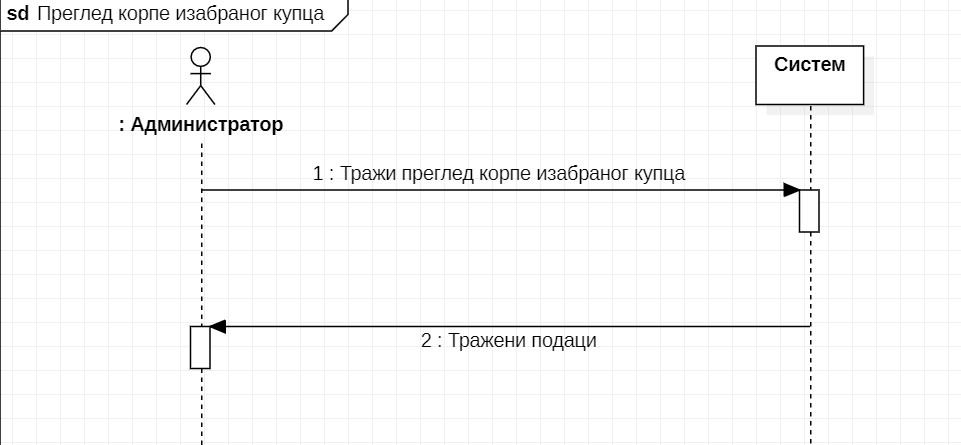 sd Преглед корпе изабраног купца
Систем
: Администратор
1 : Тражи преглед корпе изабраног купца
2 : Тражени подаци